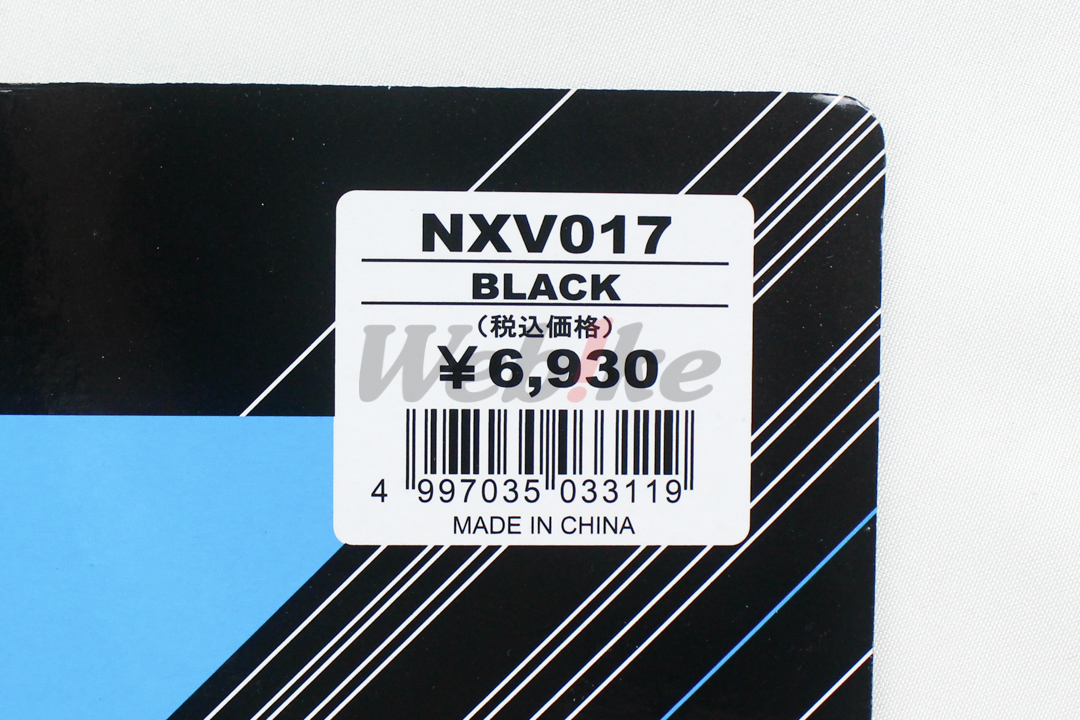 NXV017
BLACK
（税込価格）
¥6,930
Webike
4 997035 033119
MADE IN CHINA